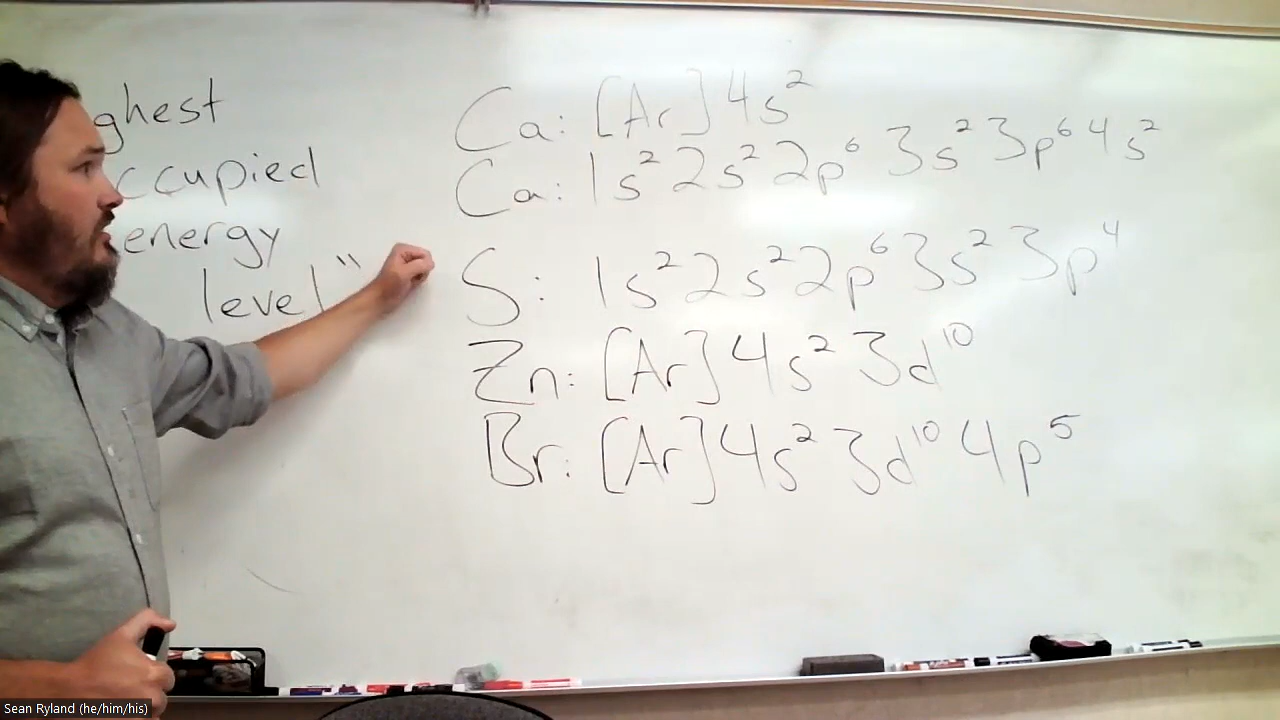 ghest
ccupied
energy
level"
Ca: [Ar] 4s²
Ca: 1s² 2s² 2p⁶ 3s² 3p⁶ 4s²
S: 1s² 2s² 2p⁶ 3s² 3p⁴
Zn: [Ar] 4s² 3d¹⁰
Br: [Ar] 4s² 3d¹⁰ 4p⁵
Sean Ryland (he/him/his)